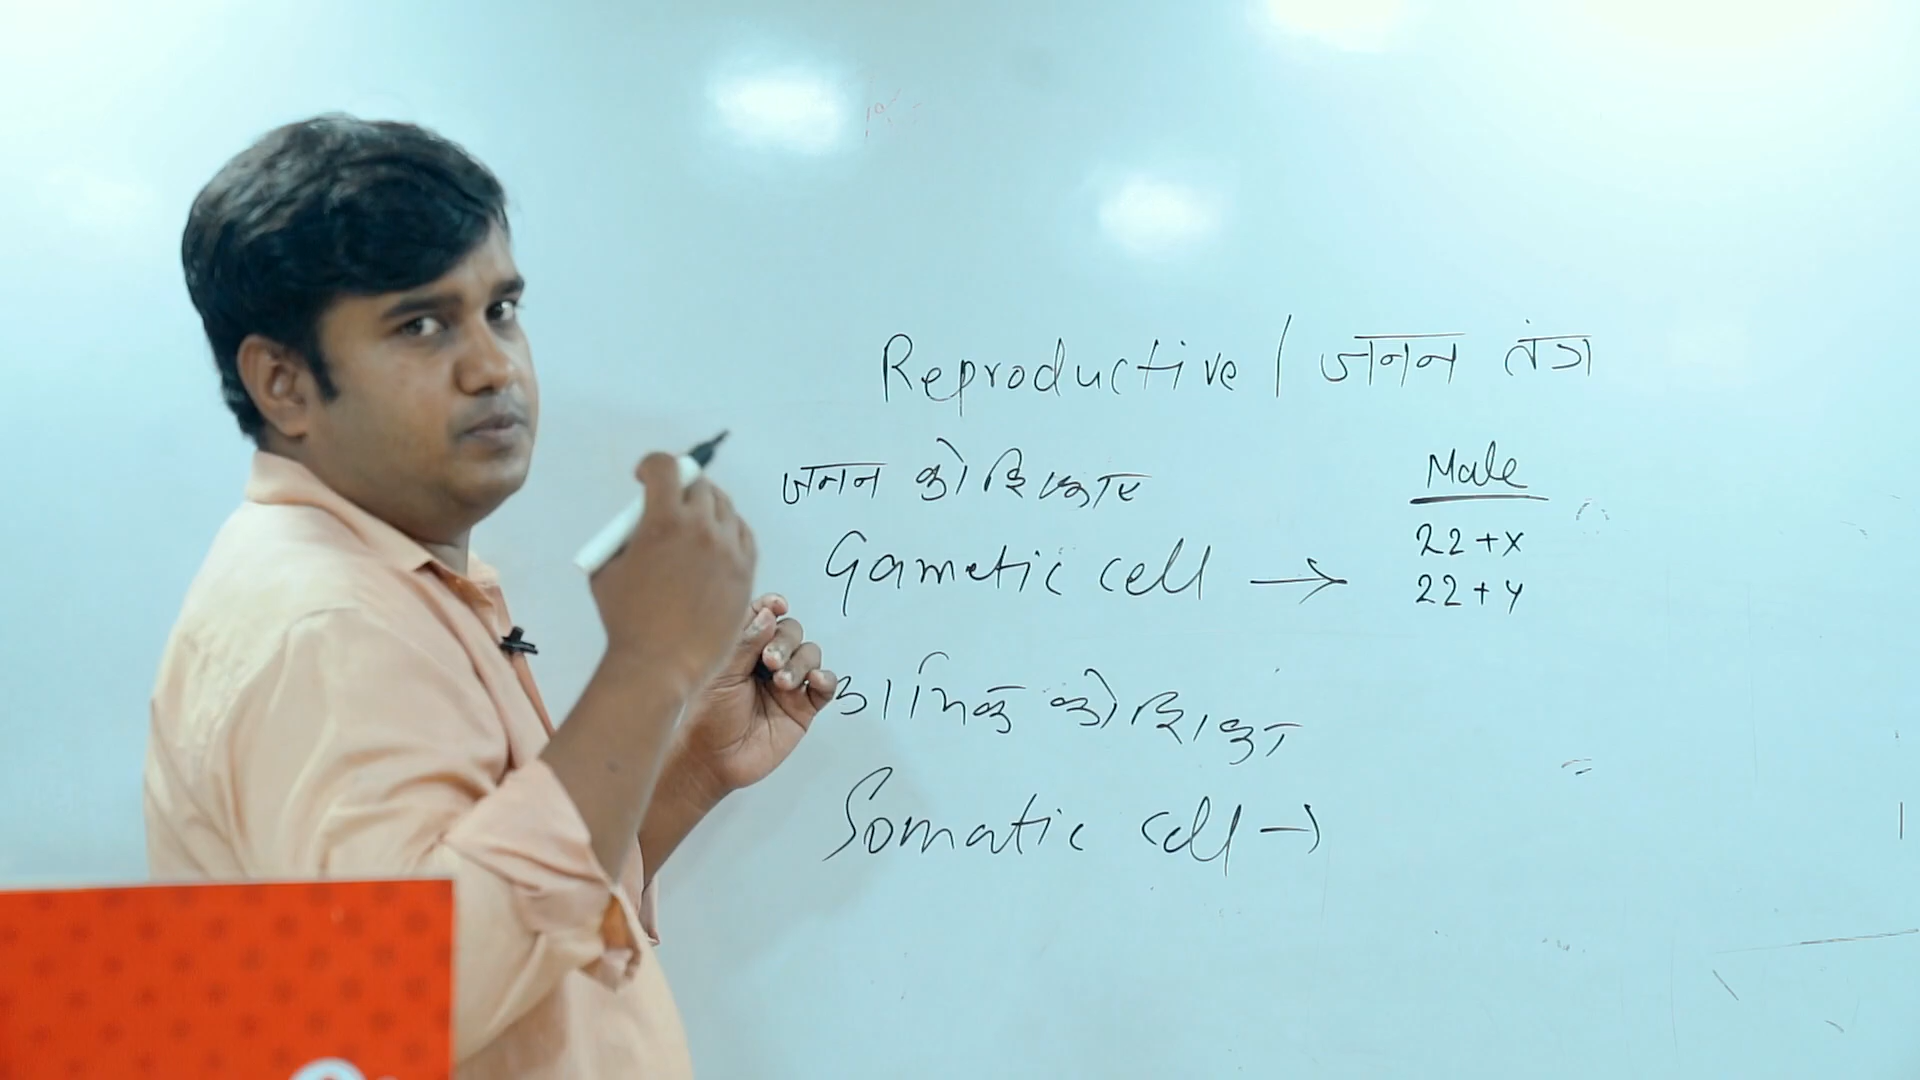 Reproductive / जनन तंत्र
जनन कोशिकाएं
Male
22+x
Gametic cell →
22+y
कायिक कोशिका
Somatic cell →